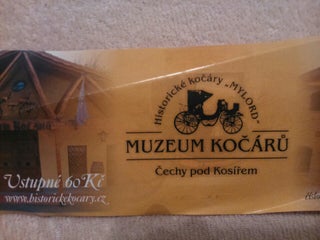 Historické kočáry "MYLORD"
MUZEUM KOČÁRŮ
Čechy pod Kosířem
Vstupné 60 Kč
www.historickekocary.cz